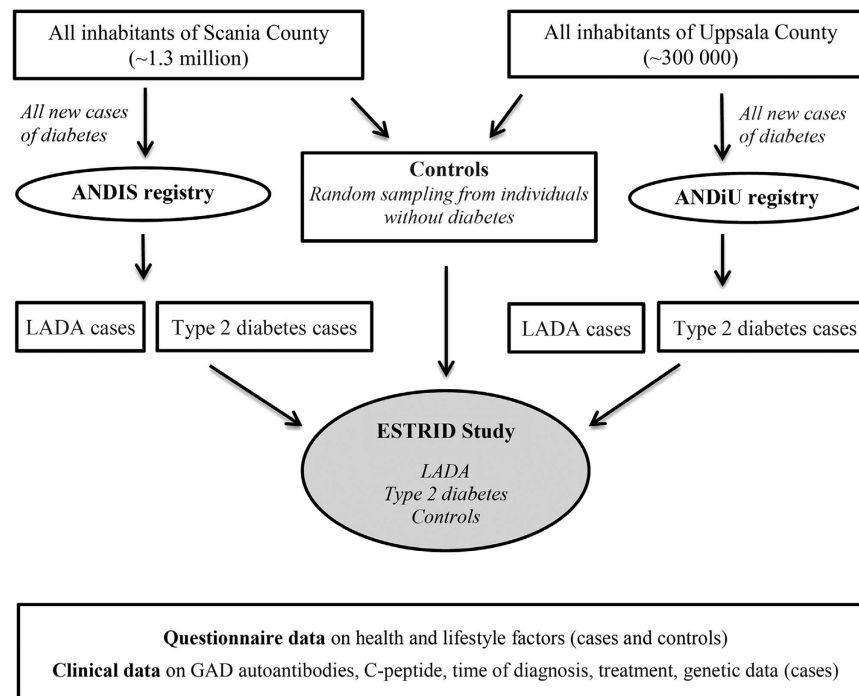 All inhabitants of Scania County
(~1.3 million)
All inhabitants of Uppsala County
(~300 000)
All new cases
of diabetes
All new cases
of diabetes
Controls
Random sampling from individuals
without diabetes
ANDIS registry
ANDiU registry
LADA cases
Type 2 diabetes cases
LADA cases
Type 2 diabetes cases
ESTRID Study
LADA
Type 2 diabetes
Controls
Questionnaire data on health and lifestyle factors (cases and controls)
Clinical data on GAD autoantibodies, C-peptide, time of diagnosis, treatment, genetic data (cases)